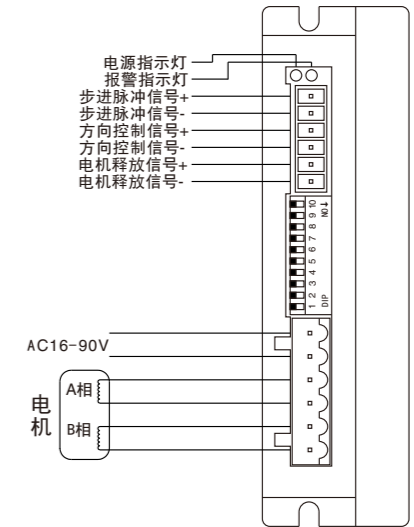 电源指示灯
报警指示灯
步进脉冲信号+
步进脉冲信号-
方向控制信号+
方向控制信号-
电机释放信号+
电机释放信号-
1 2 3 4 5 6 7 8 9 10
DIP
NO↓
AC16-90V
电机
A相
B相